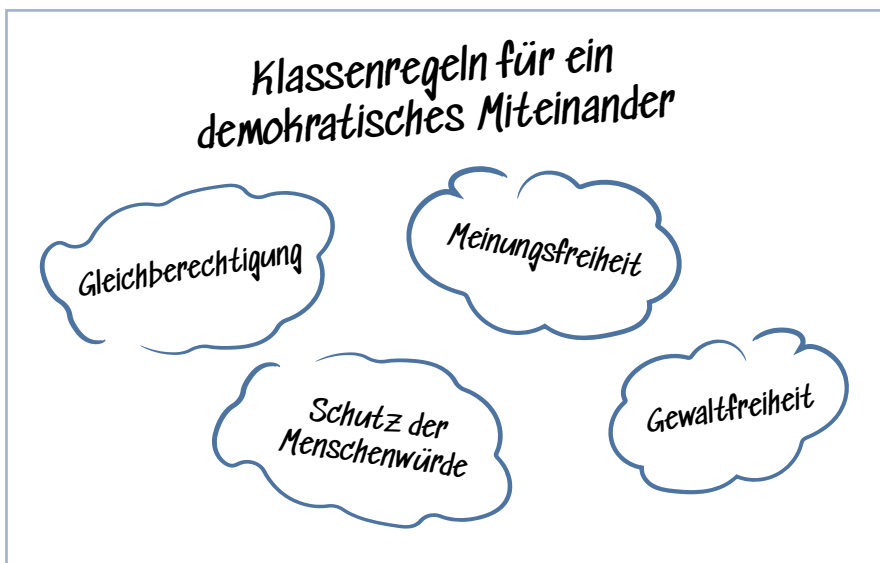 Klassenregeln für ein
demokratisches Miteinander
Gleichberechtigung
Meinungsfreiheit
Schutz der
Menschenwürde
Gewaltfreiheit